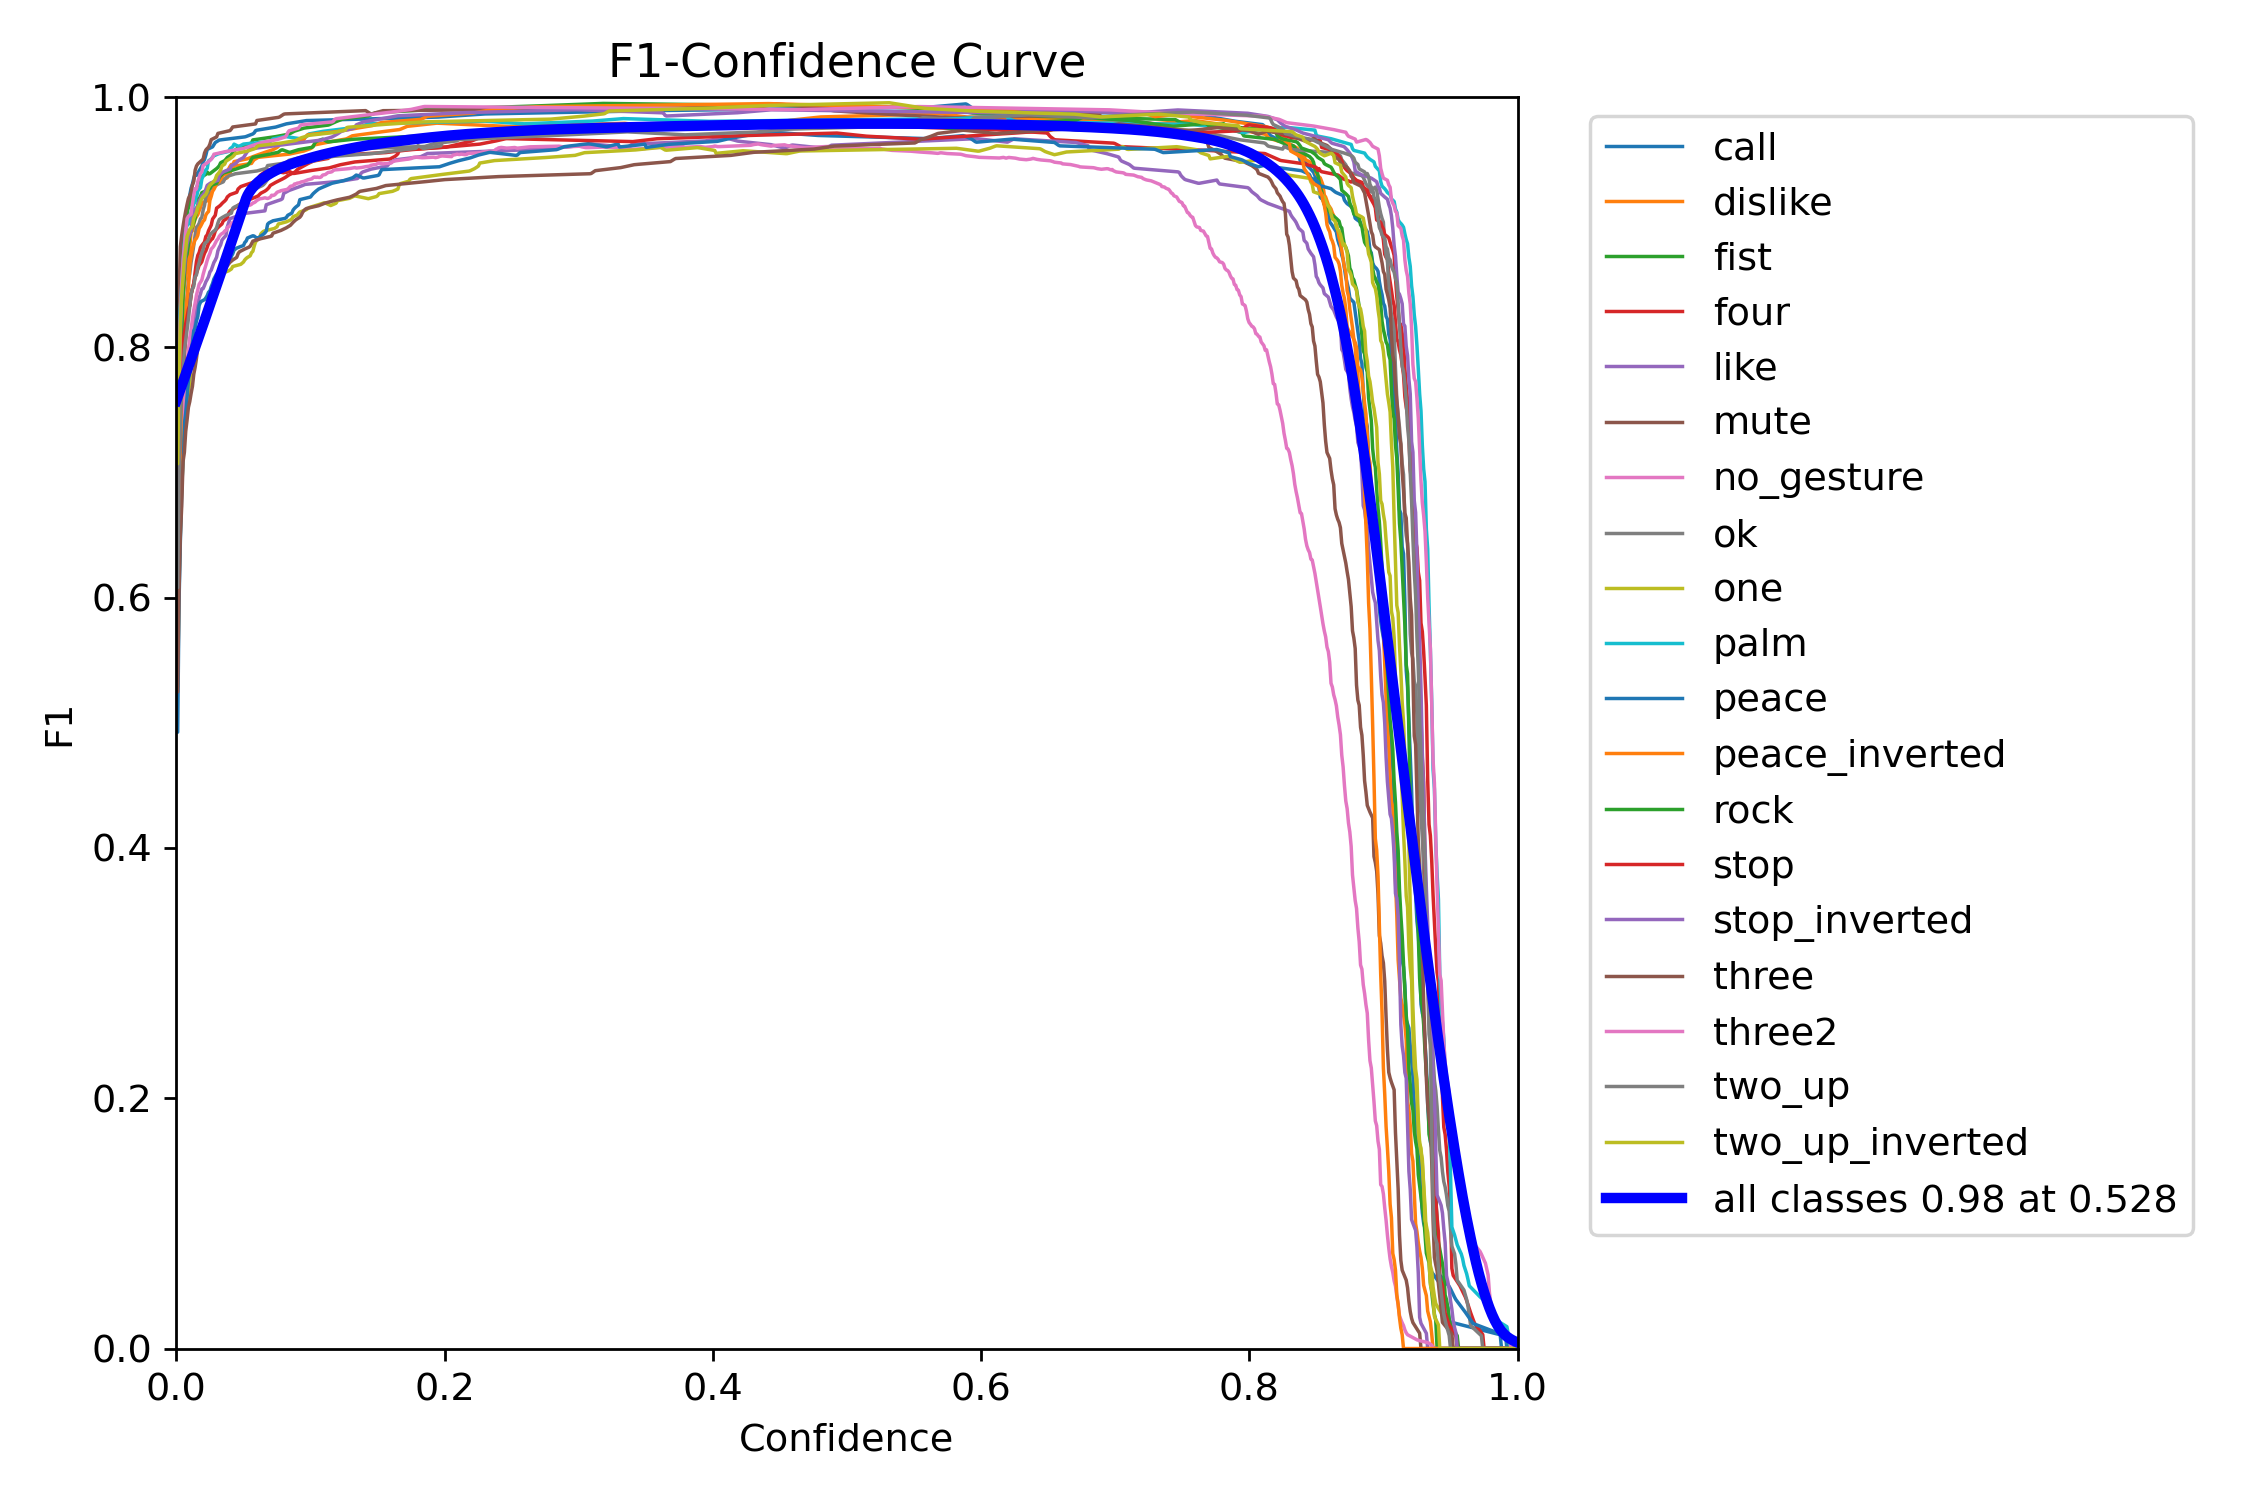 F1-Confidence Curve
1.0
0.8
0.6
0.4
0.2
0.0
F1
0.0 0.2 0.4 0.6 0.8 1.0
Confidence
call
dislike
fist
four
like
mute
no_gesture
ok
one
palm
peace
peace_inverted
rock
stop
stop_inverted
three
three2
two_up
two_up_inverted
all classes 0.98 at 0.528